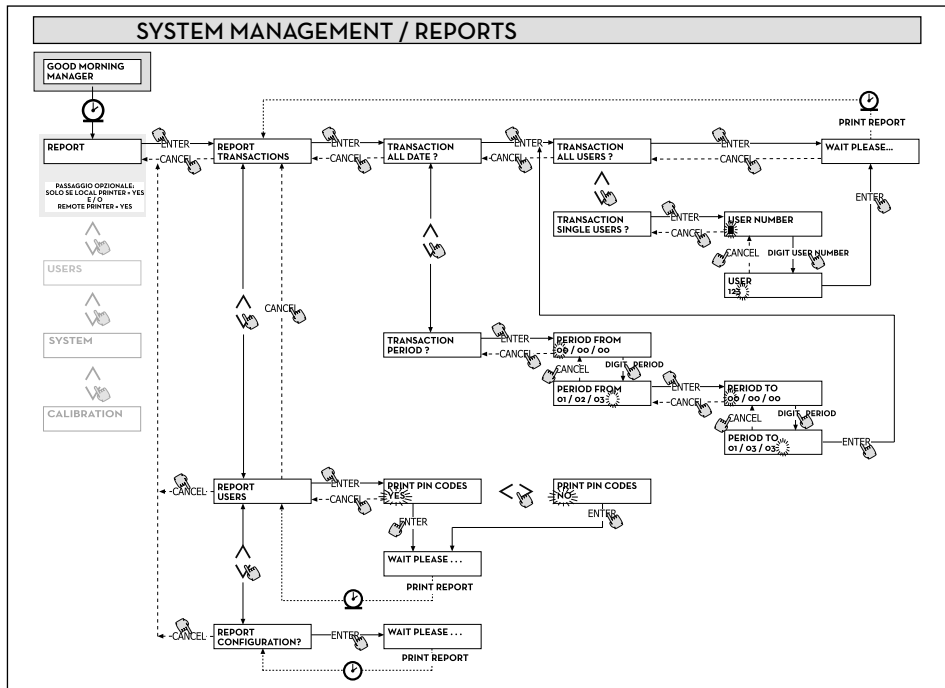 SYSTEM MANAGEMENT / REPORTS
GOOD MORNING
MANAGER
PRINT REPORT
REPORT
ENTER
CANCEL
REPORT
TRANSACTIONS
ENTER
CANCEL
TRANSACTION
ALL DATE ?
ENTER
CANCEL
TRANSACTION
ALL USERS ?
ENTER
CANCEL
WAIT PLEASE...
PASSAGGIO OPZIONALE:
SOLO SE LOCAL PRINTER = YES
E / O
REMOTE PRINTER = YES
ENTER
TRANSACTION
SINGLE USERS ?
ENTER
CANCEL
USER NUMBER
CANCEL
DIGIT USER NUMBER
USER
123
USERS
CANCEL
SYSTEM
TRANSACTION
PERIOD ?
ENTER
CANCEL
PERIOD FROM
00 / 00 / 00
CANCEL
DIGIT PERIOD
PERIOD FROM
01 / 02 / 03
ENTER
CANCEL
PERIOD TO
00 / 00 / 00
CANCEL
DIGIT PERIOD
PERIOD TO
01 / 03 / 03
ENTER
CALIBRATION
CANCEL
REPORT
USERS
ENTER
CANCEL
PRINT PIN CODES
YES
PRINT PIN CODES
NO
ENTER
ENTER
WAIT PLEASE . . .
PRINT REPORT
CANCEL
REPORT
CONFIGURATION?
ENTER
WAIT PLEASE . . .
PRINT REPORT